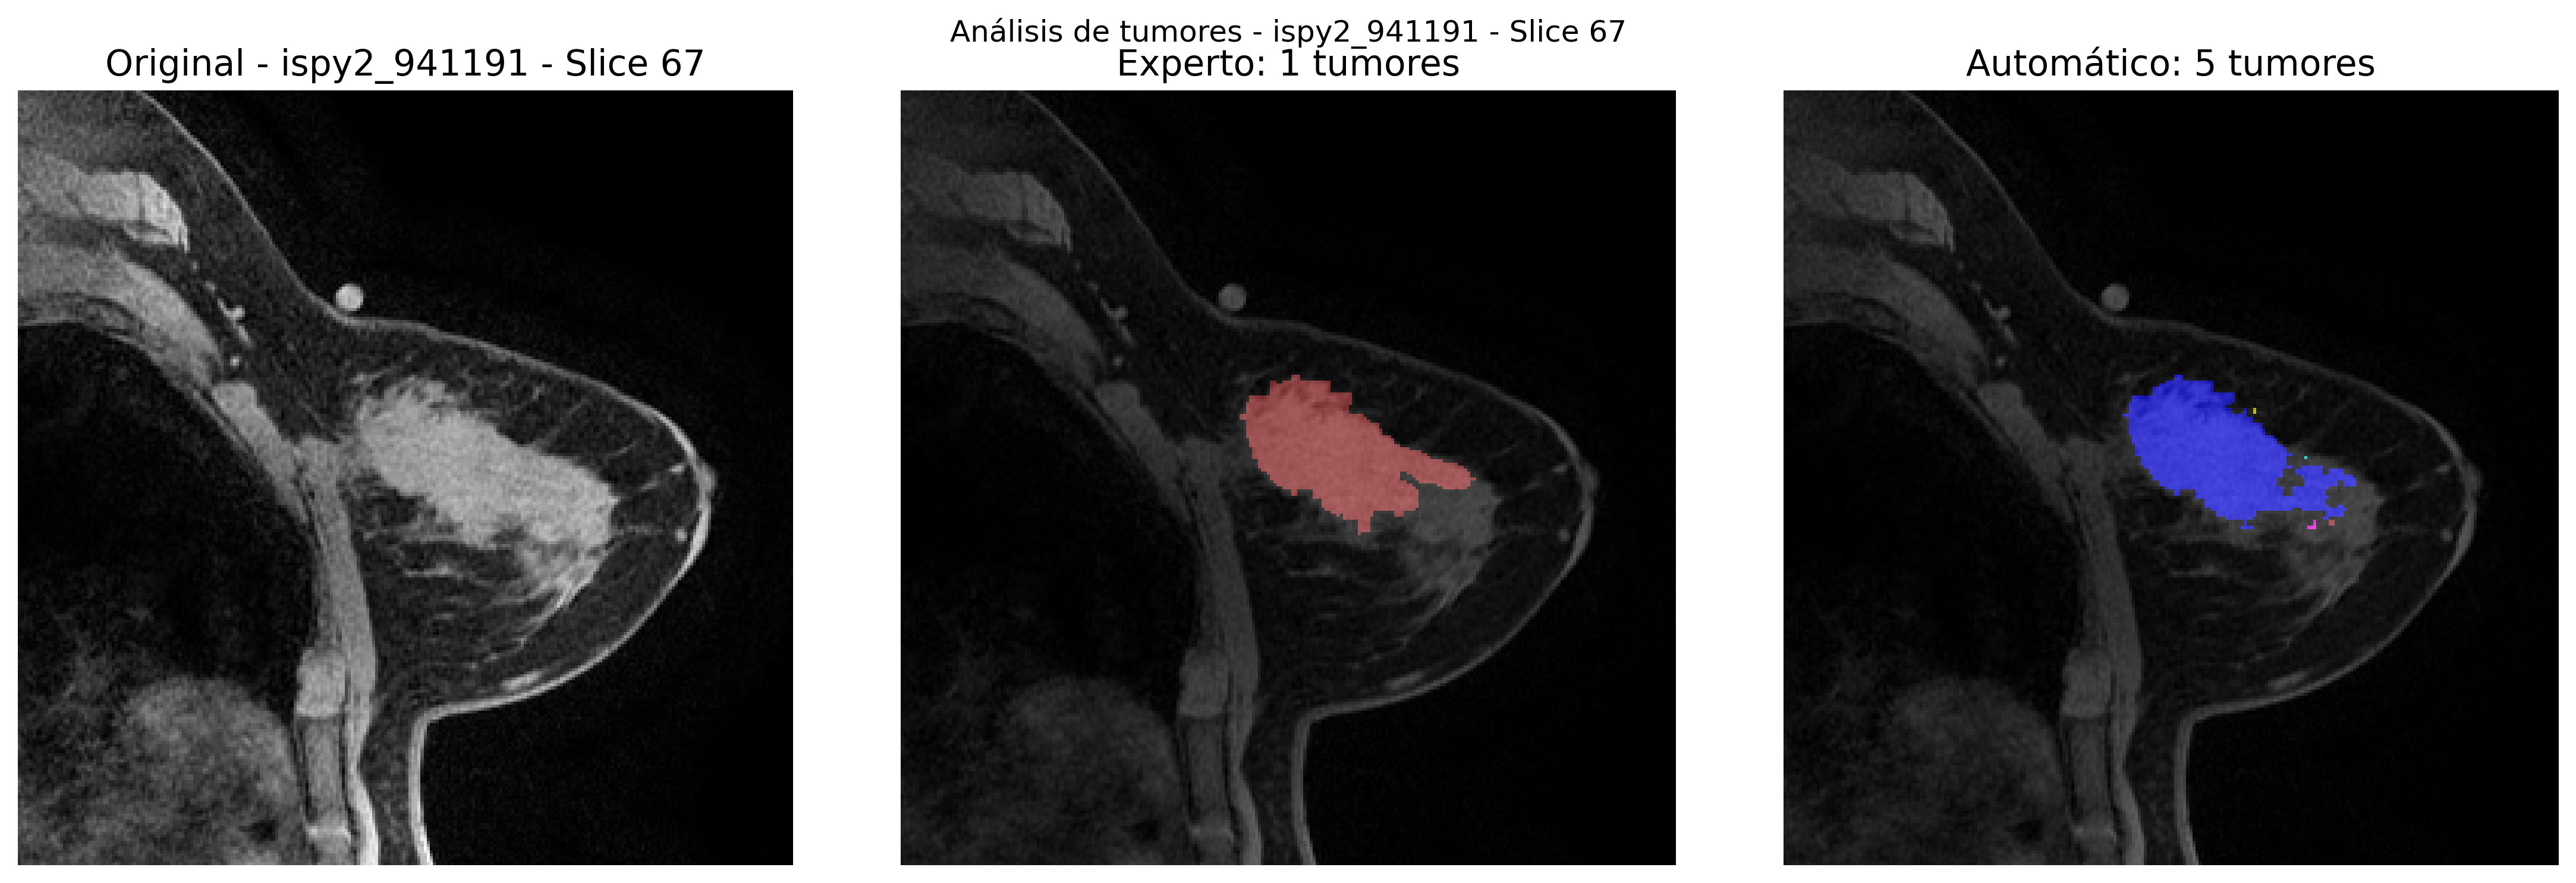 Análisis de tumores - ispy2_941191 - Slice 67
Original - ispy2_941191 - Slice 67
Experto: 1 tumores
Automático: 5 tumores